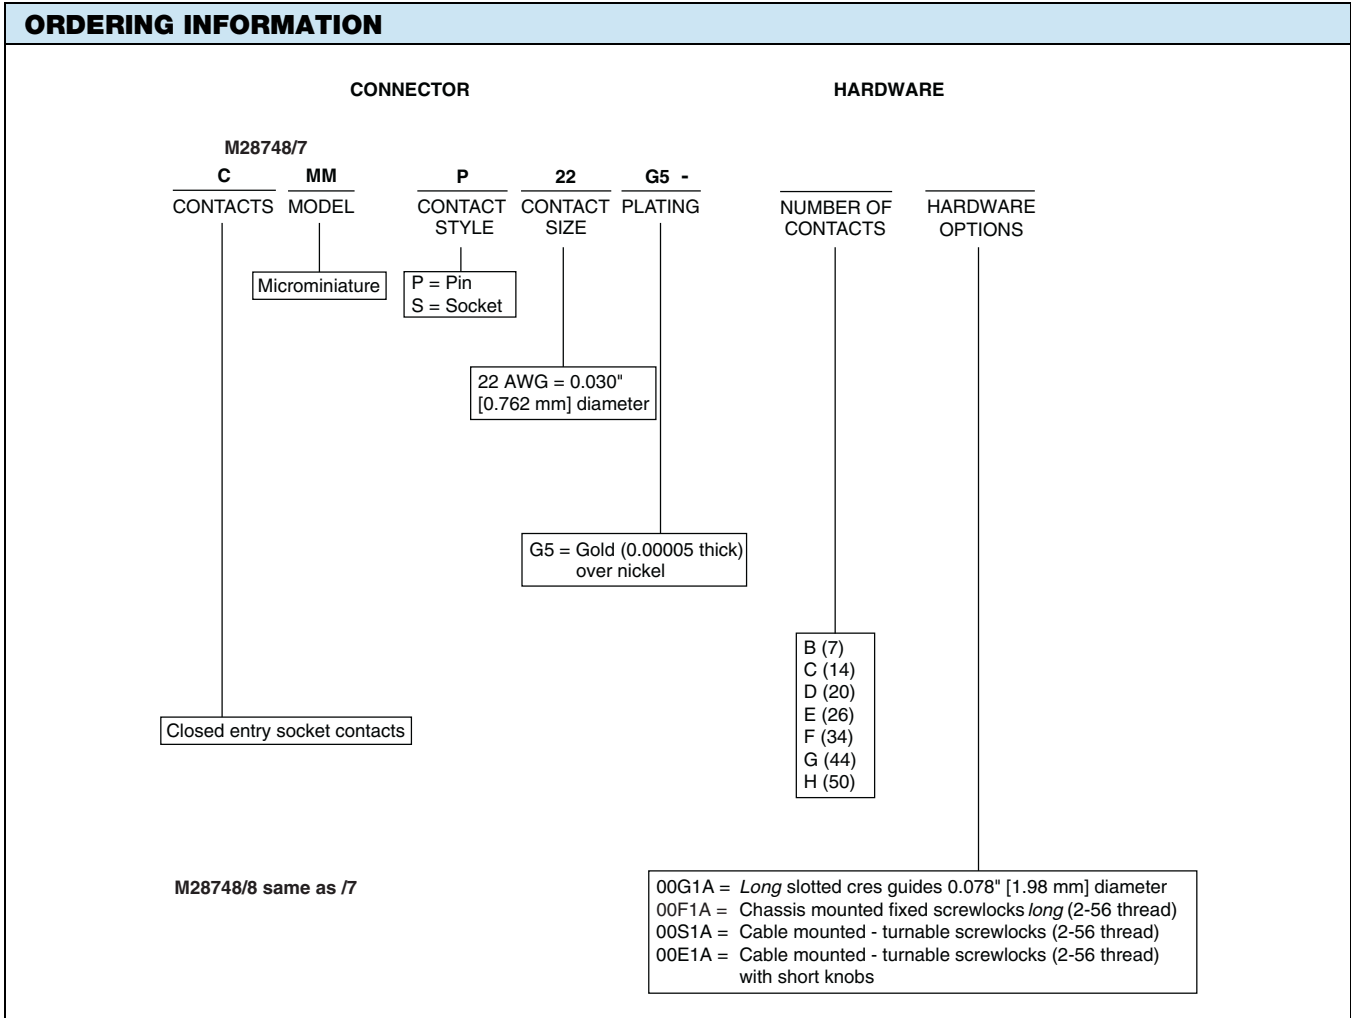 ORDERING INFORMATION
CONNECTOR HARDWARE
M28748/7
C MM P 22 G5 -
CONTACTS MODEL CONTACT STYLE CONTACT SIZE PLATING NUMBER OF CONTACTS HARDWARE OPTIONS
Microminiature
P = Pin
S = Socket
22 AWG = 0.030"
[0.762 mm] diameter
G5 = Gold (0.00005 thick)
over nickel
B (7)
C (14)
D (20)
E (26)
F (34)
G (44)
H (50)
Closed entry socket contacts
M28748/8 same as /7
00G1A = Long slotted cres guides 0.078" [1.98 mm] diameter
00F1A = Chassis mounted fixed screwlocks long (2-56 thread)
00S1A = Cable mounted - turnable screwlocks (2-56 thread)
00E1A = Cable mounted - turnable screwlocks (2-56 thread)
with short knobs